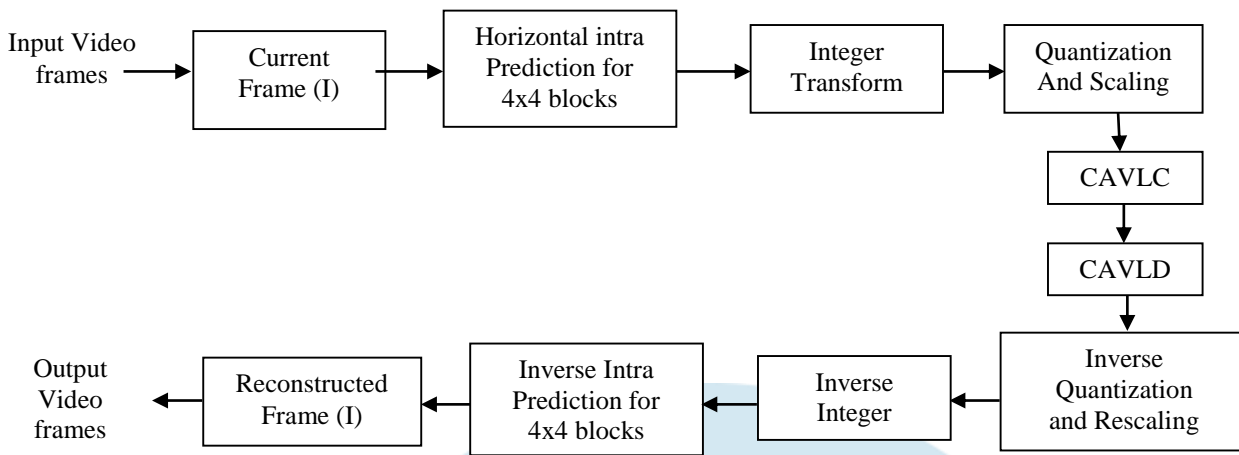 Input Video
frames
Current
Frame (I)
Horizontal intra
Prediction for
4x4 blocks
Integer
Transform
Quantization
And Scaling
CAVLC
CAVLD
Inverse
Quantization
and Rescaling
Inverse
Integer
Inverse Intra
Prediction for
4x4 blocks
Reconstructed
Frame (I)
Output
Video
frames